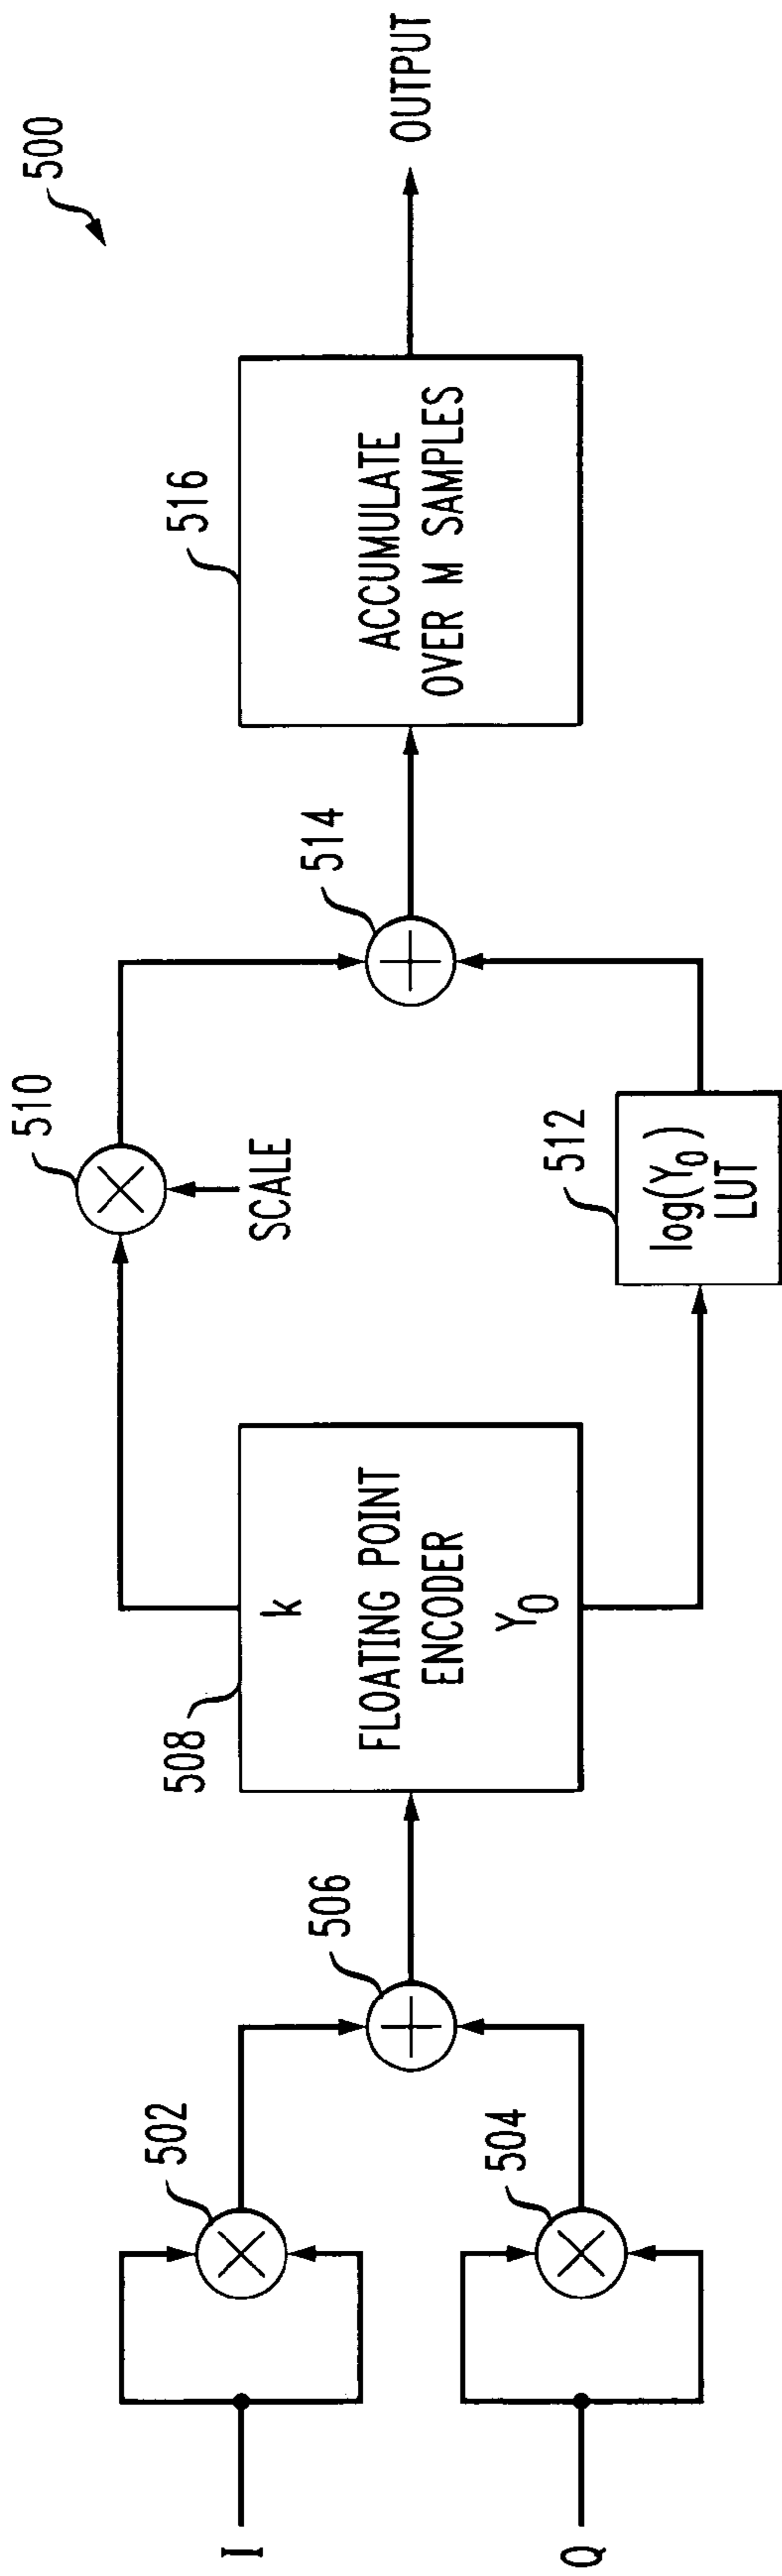 500
I
Q
502
504
506
508
k
FLOATING POINT
ENCODER
Y0
510
SCALE
512
log(Y0)
LUT
514
516
ACCUMULATE
OVER M SAMPLES
OUTPUT